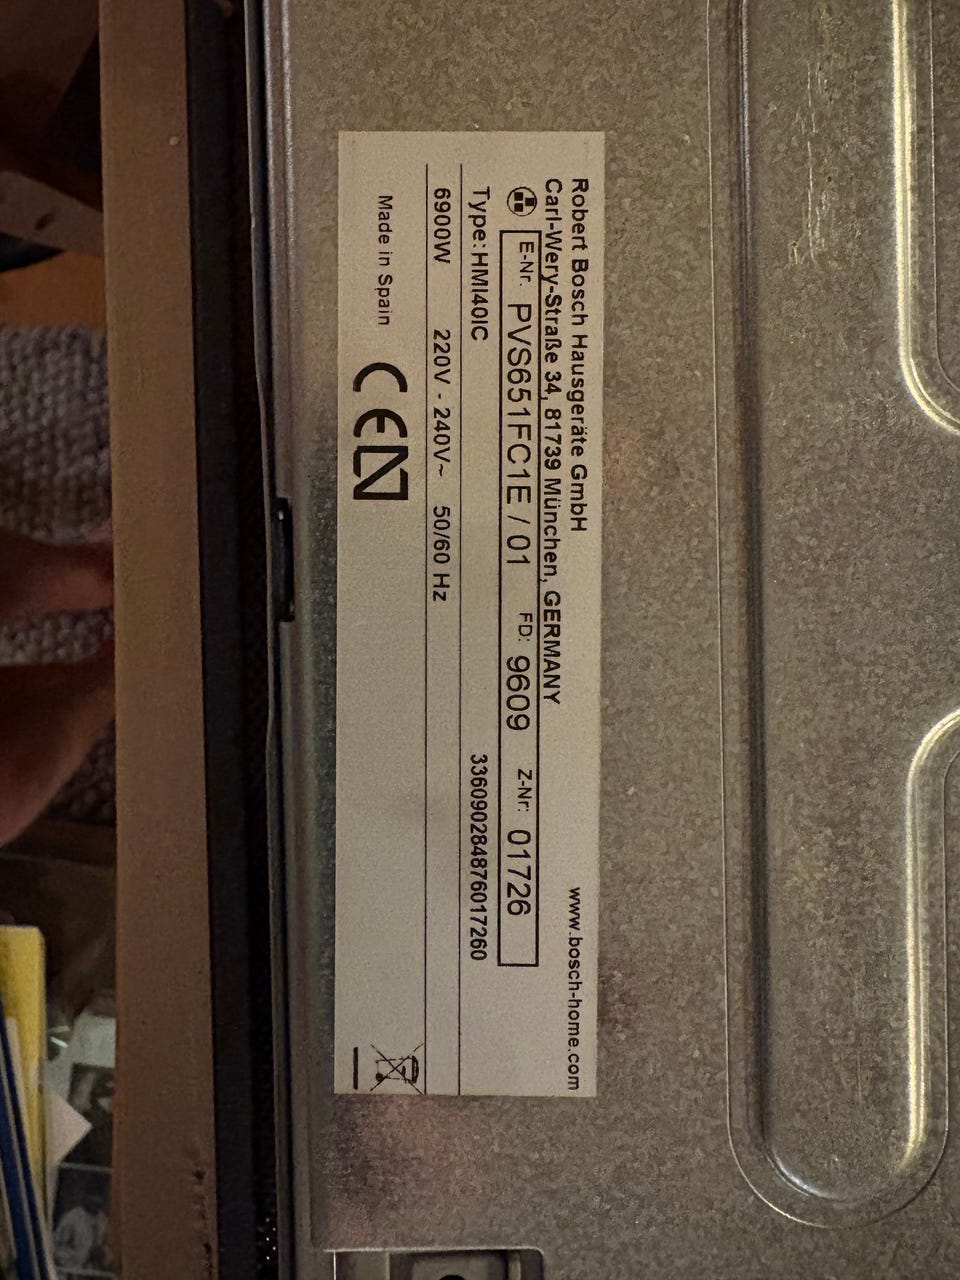 Robert Bosch Hausgeräte GmbH www.bosch-home.com
Carl-Wery-Straße 34, 81739 München, GERMANY
E-Nr. PVS651FC1E / 01 FD: 9609 Z-Nr: 01726
Type: HMI40IC 336090284876017260
6900W 220V - 240V~ 50/60 Hz
Made in Spain CE N